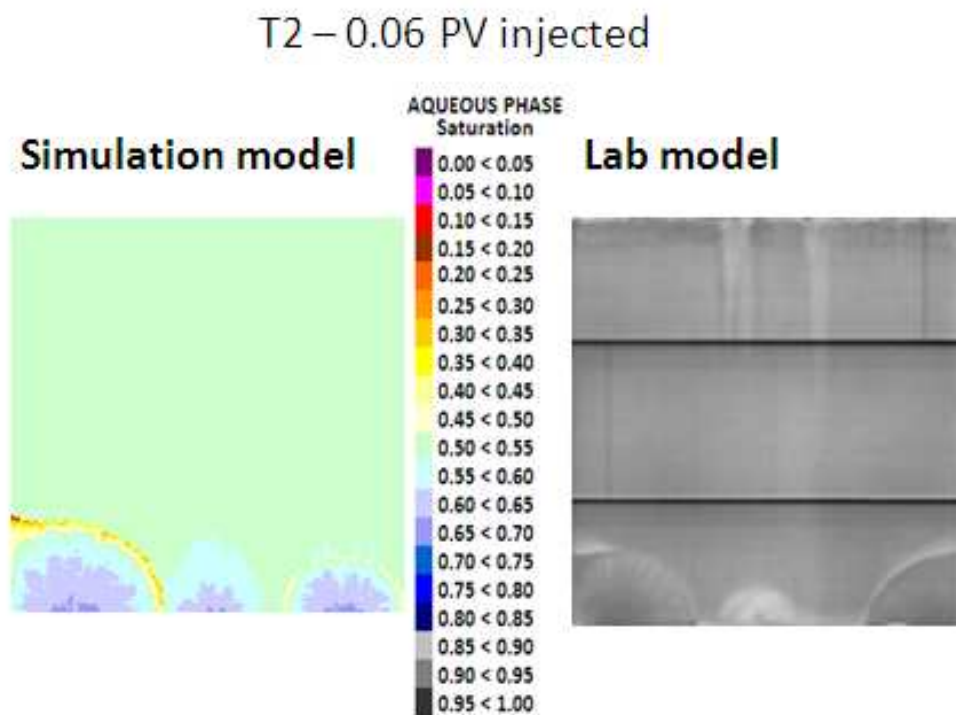 T2 – 0.06 PV injected
AQUEOUS PHASE
Saturation
Simulation model
Lab model
0.00 < 0.05
0.05 < 0.10
0.10 < 0.15
0.15 < 0.20
0.20 < 0.25
0.25 < 0.30
0.30 < 0.35
0.35 < 0.40
0.40 < 0.45
0.45 < 0.50
0.50 < 0.55
0.55 < 0.60
0.60 < 0.65
0.65 < 0.70
0.70 < 0.75
0.75 < 0.80
0.80 < 0.85
0.85 < 0.90
0.90 < 0.95
0.95 < 1.00